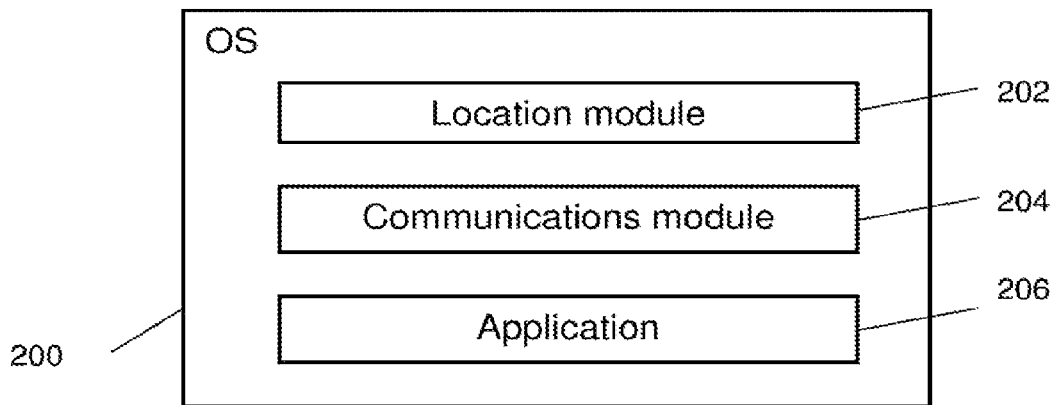 OS
Location module
202
Communications module
204
Application
206
200